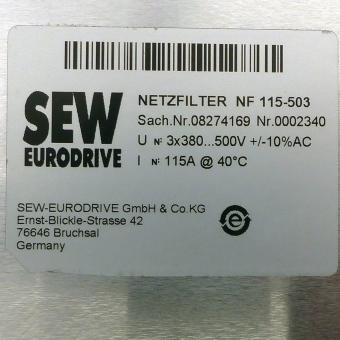 SEW
EURODRIVE
NETZFILTER NF 115-503
Sach.Nr.08274169 Nr.0002340
U N: 3x380...500V +/-10%AC
I N: 115A @ 40°C
SEW-EURODRIVE GmbH & Co.KG
Ernst-Blickle-Strasse 42
76646 Bruchsal
Germany
e